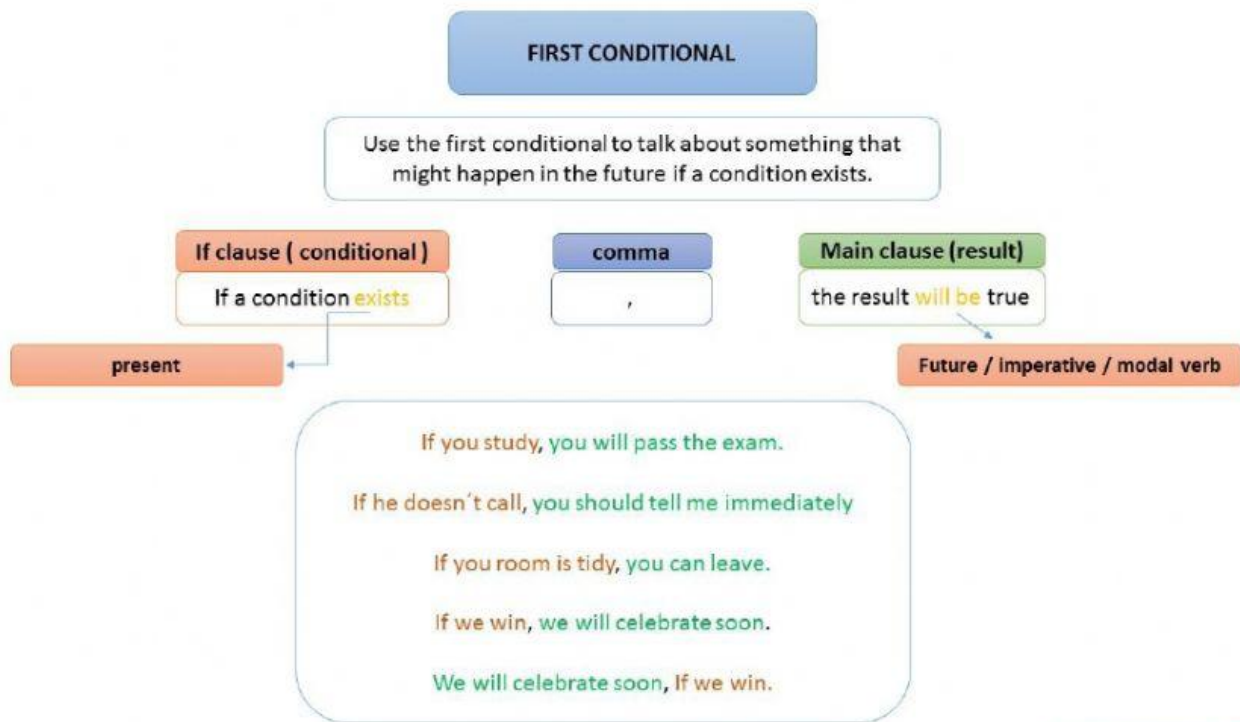 FIRST CONDITIONAL
Use the first conditional to talk about something that
might happen in the future if a condition exists.
If clause ( conditional )
comma
Main clause (result)
If a condition exists
,
the result will be true
present
Future / imperative / modal verb
If you study, you will pass the exam.
If he doesn´t call, you should tell me immediately
If you room is tidy, you can leave.
If we win, we will celebrate soon.
We will celebrate soon, If we win.